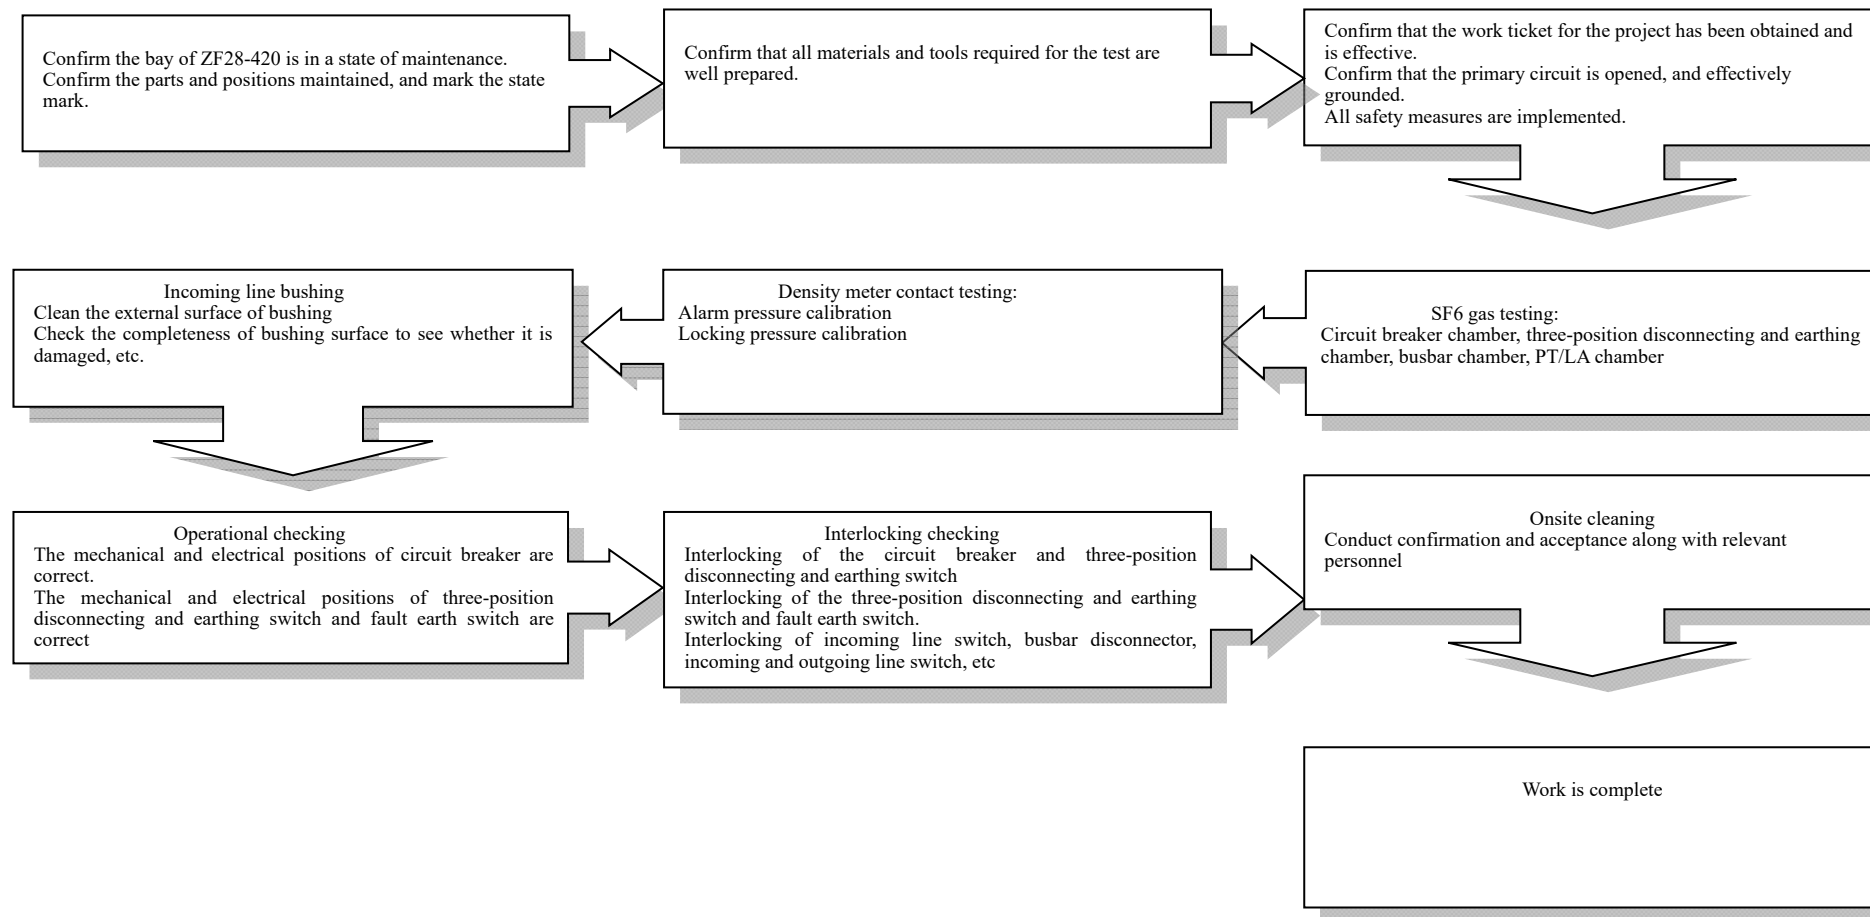 Confirm the bay of ZF28-420 is in a state of maintenance.
Confirm the parts and positions maintained, and mark the state
mark.
Confirm that all materials and tools required for the test are
well prepared.
Confirm that the work ticket for the project has been obtained and
is effective.
Confirm that the primary circuit is opened, and effectively
grounded.
All safety measures are implemented.
SF6 gas testing:
Circuit breaker chamber, three-position disconnecting and earthing
chamber, busbar chamber, PT/LA chamber
Density meter contact testing:
Alarm pressure calibration
Locking pressure calibration
Incoming line bushing
Clean the external surface of bushing
Check the completeness of bushing surface to see whether it is
damaged, etc.
Operational checking
The mechanical and electrical positions of circuit breaker are
correct.
The mechanical and electrical positions of three-position
disconnecting and earthing switch and fault earth switch are
correct
Interlocking checking
Interlocking of the circuit breaker and three-position
disconnecting and earthing switch
Interlocking of the three-position disconnecting and earthing
switch and fault earth switch.
Interlocking of incoming line switch, busbar disconnector,
incoming and outgoing line switch, etc
Onsite cleaning
Conduct confirmation and acceptance along with relevant
personnel
Work is complete